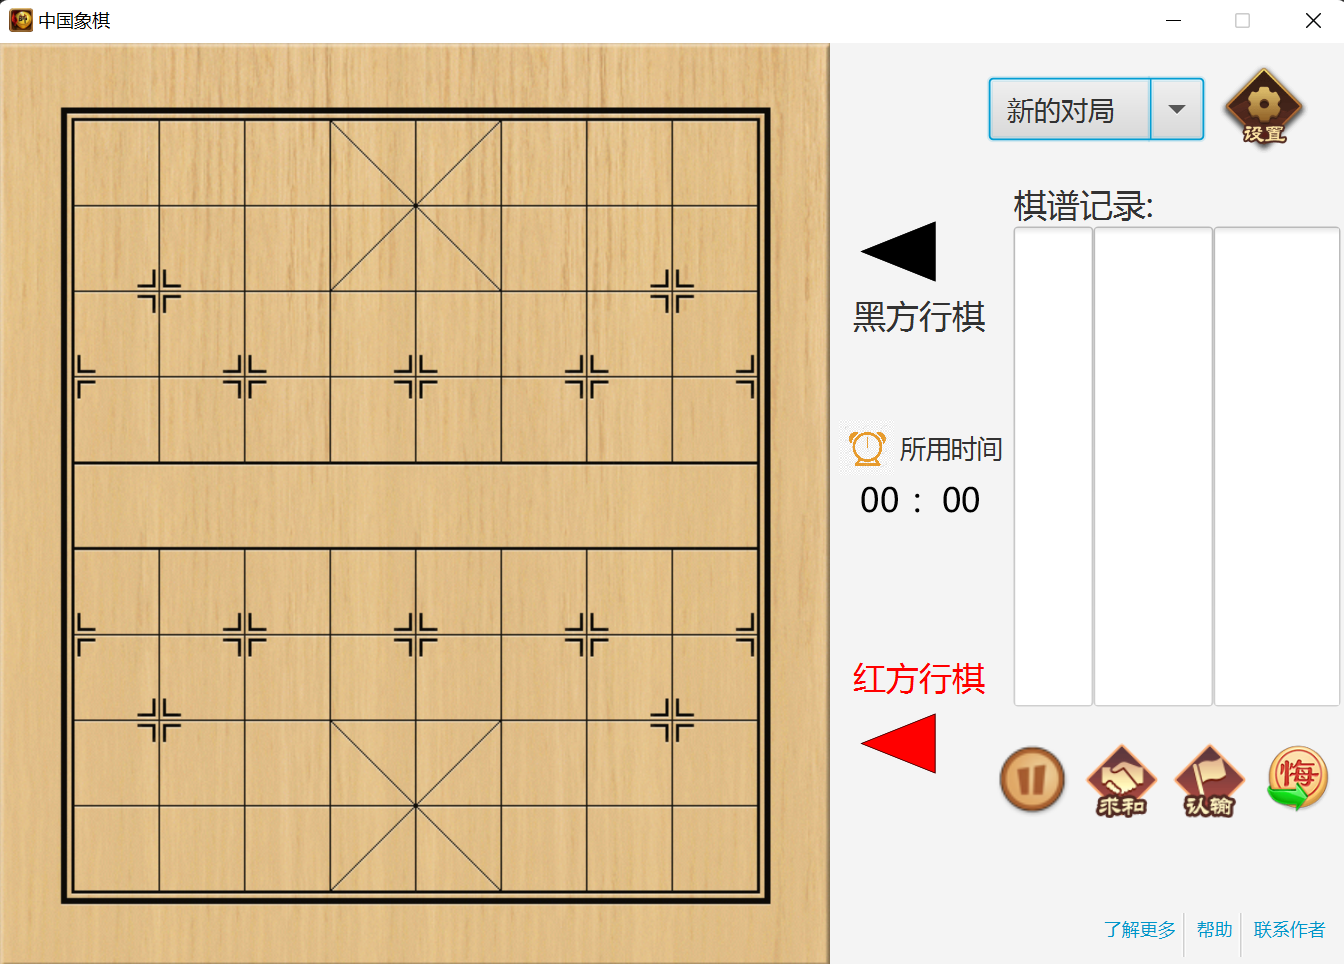 中国象棋
新的对局
设置
棋谱记录:
黑方行棋
所用时间
00 : 00
红方行棋
求和
认输
悔
了解更多
帮助
联系作者